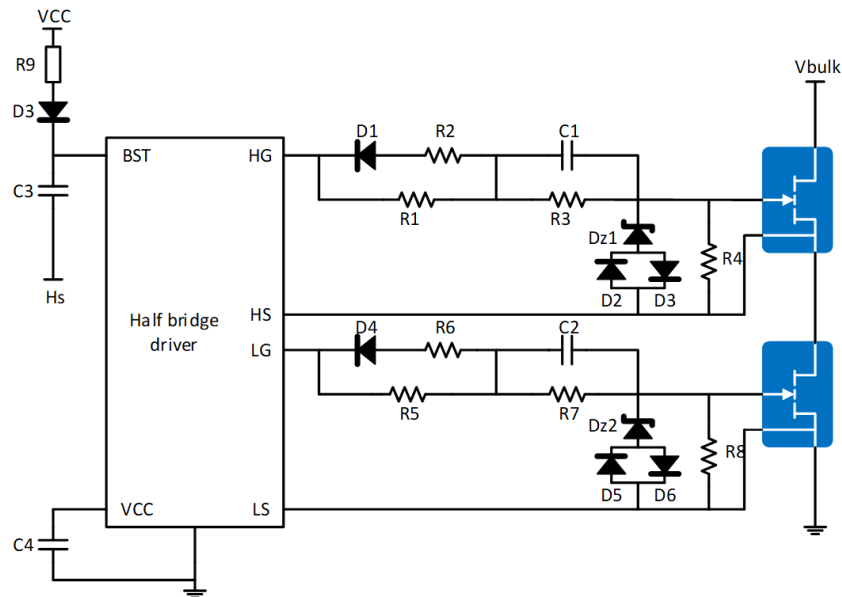 VCC
R9
D3
C3
Hs
BST
HG
HS
LG
LS
VCC
Half bridge
driver
C4
D1
R2
C1
R1
R3
Dz1
D2
D3
R4
D4
R6
C2
R5
R7
Dz2
D5
D6
R8
Vbulk